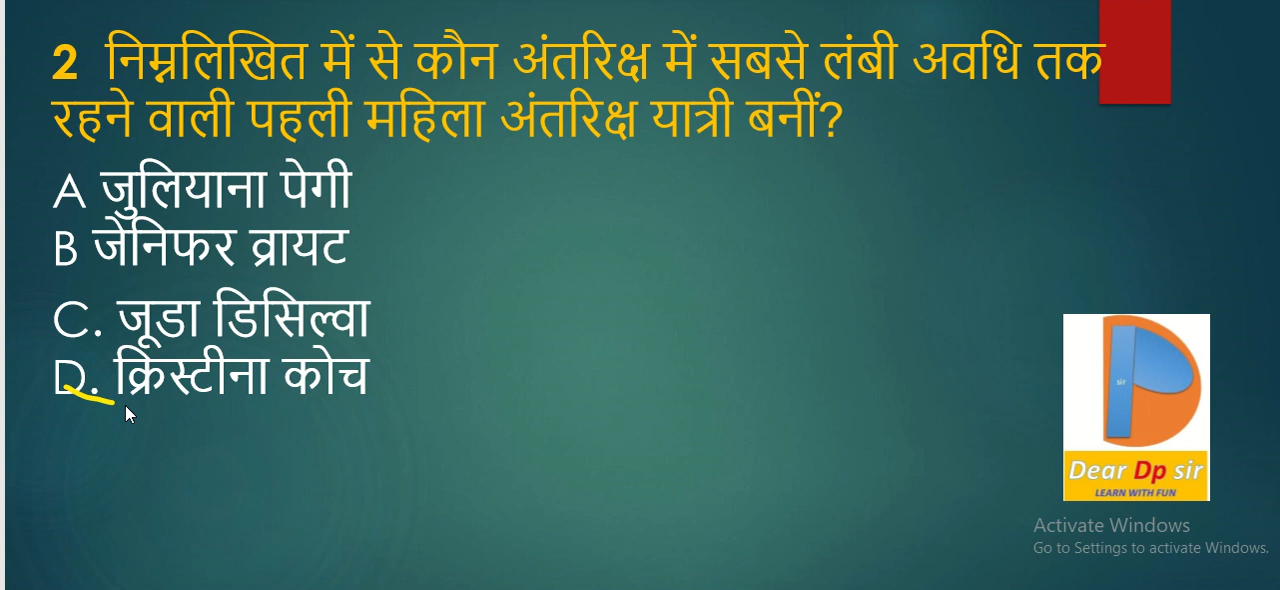 2 निम्नलिखित में से कौन अंतरिक्ष में सबसे लंबी अवधि तक
रहने वाली पहली महिला अंतरिक्ष यात्री बनीं?
A जुलियाना पेगी
B जेनिफर व्रायट
C. जूडा डिसिल्वा
D. क्रिस्टीना कोच
sir
Dear Dp sir
LEARN WITH FUN
Activate Windows
Go to Settings to activate Windows.